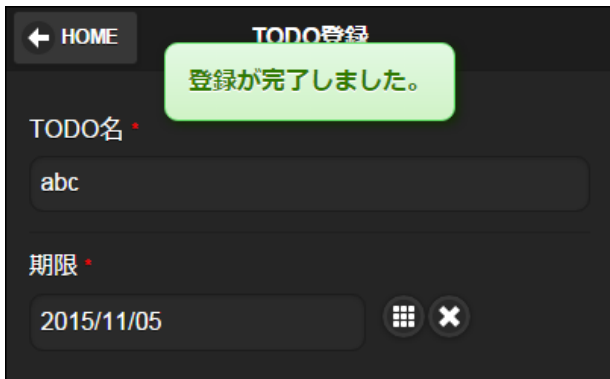 HOME
TODO登録
登録が完了しました。
TODO名 *
abc
期限 *
2015/11/05